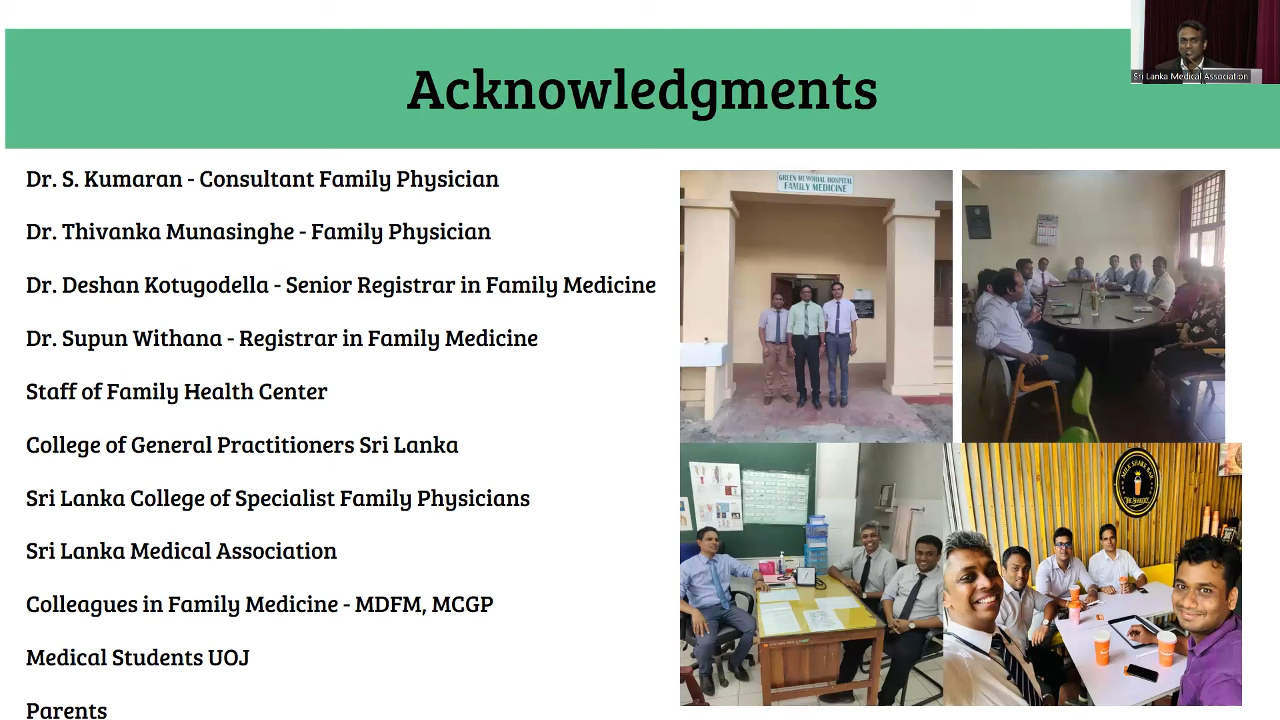 Acknowledgments
Sri Lanka Medical Association
Dr. S. Kumaran - Consultant Family Physician
Dr. Thivanka Munasinghe - Family Physician
Dr. Deshan Kotugodella - Senior Registrar in Family Medicine
Dr. Supun Withana - Registrar in Family Medicine
Staff of Family Health Center
College of General Practitioners Sri Lanka
Sri Lanka College of Specialist Family Physicians
Sri Lanka Medical Association
Colleagues in Family Medicine - MDFM, MCGP
Medical Students UOJ
Parents
GREEN MEMORIAL HOSPITAL
FAMILY MEDICINE
MILK SHAKE BAR